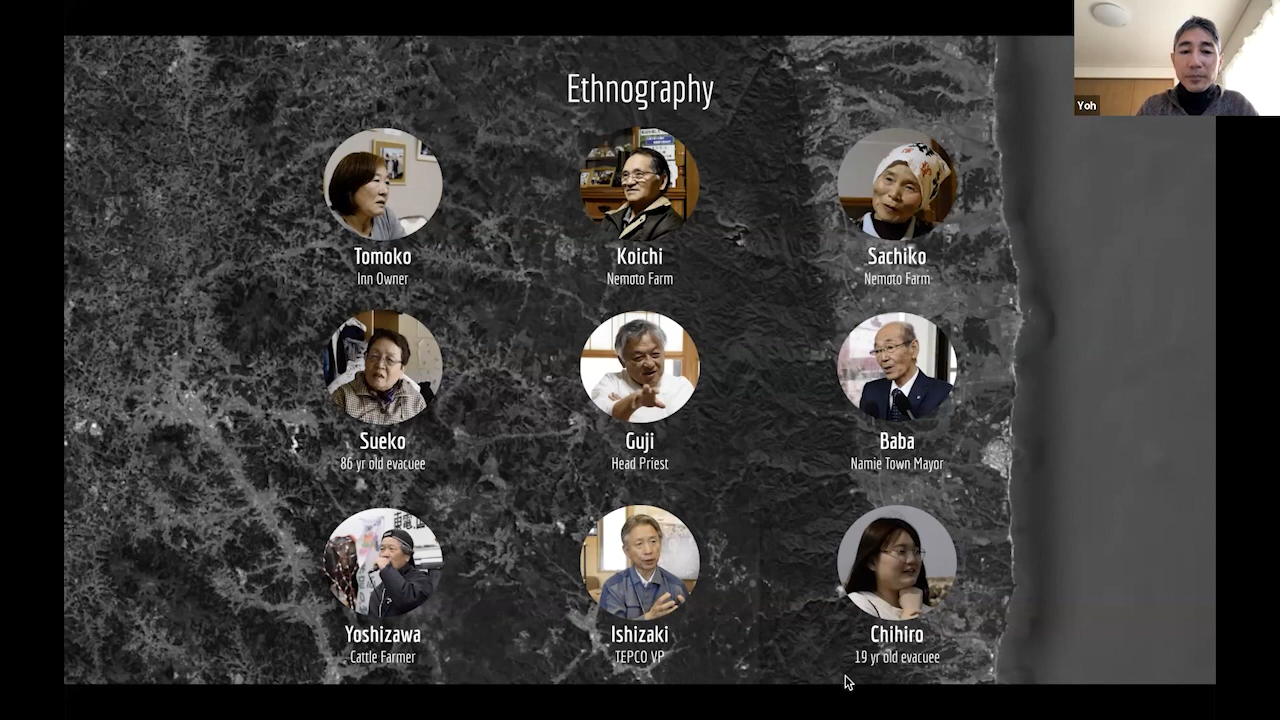 Ethnography
Yoh
Tomoko
Inn Owner
Koichi
Nemoto Farm
Sachiko
Nemoto Farm
Sueko
86 yr old evacuee
Guji
Head Priest
Baba
Namie Town Mayor
Yoshizawa
Cattle Farmer
Ishizaki
TEPCO VP
Chihiro
19 yr old evacuee